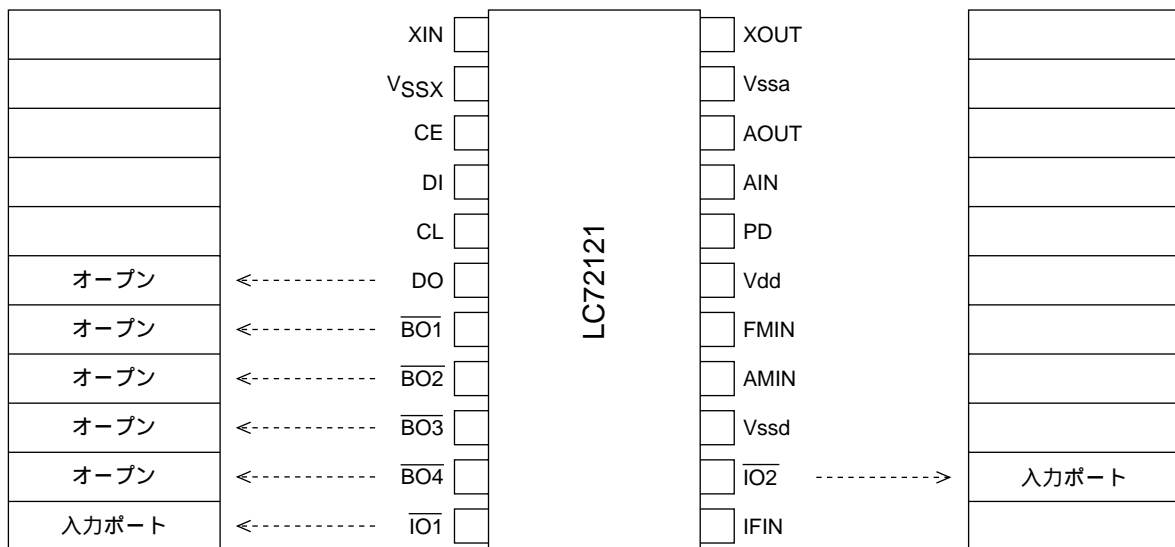 XIN XOUT
VSSX Vssa
CE AOUT
DI AIN
CL PD
オープン DO Vdd
オープン BO1 FMIN
オープン BO2 AMIN
オープン BO3 Vssd
オープン BO4 IO2 入力ポート
入力ポート IO1 IFIN
LC72121